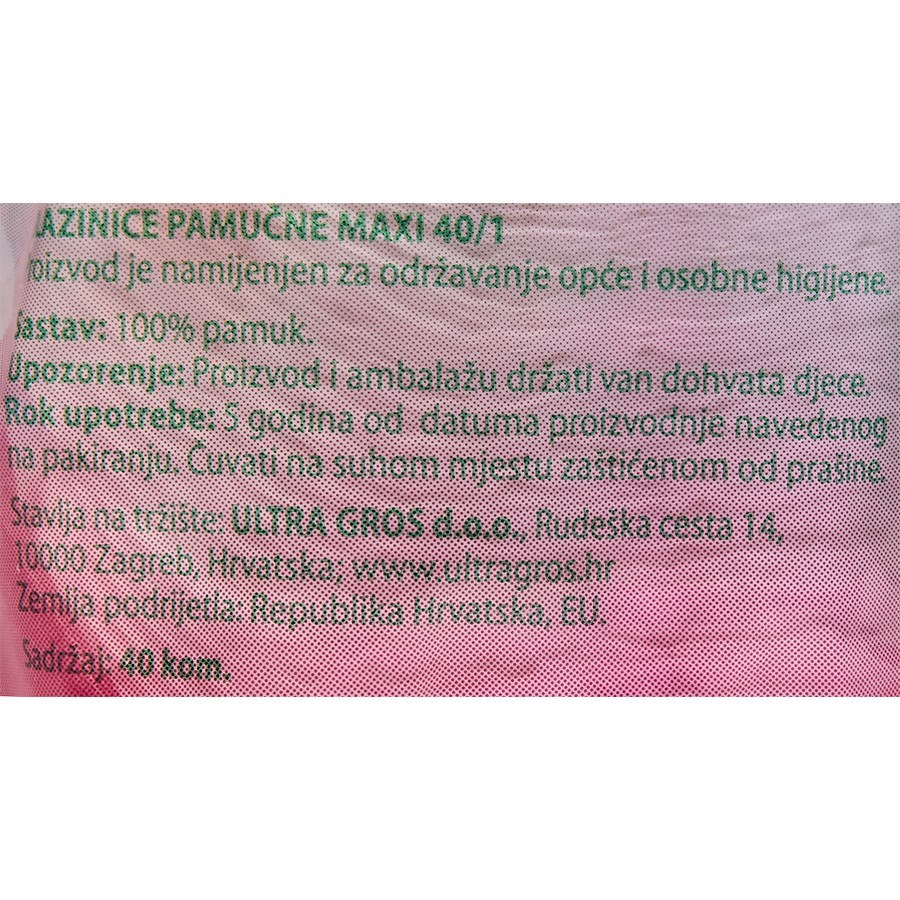 LAZINICE PAMUČNE MAXI 40/1
roizvod je namijenjen za održavanje opće i osobne higijene.
Sastav: 100% pamuk.
Upozorenje: Proizvod i ambalažu držati van dohvata djece.
Rok upotrebe: 5 godina od datuma proizvodnje navedenog
na pakiranju. Čuvati na suhom mjestu zaštićenom od prašine.
Stavlja na tržište: ULTRA GROS d.o.o., Rudeška cesta 14,
10000 Zagreb, Hrvatska; www.ultragros.hr
Zemlja podrijetla: Republika Hrvatska, EU.
Sadržaj: 40 kom.